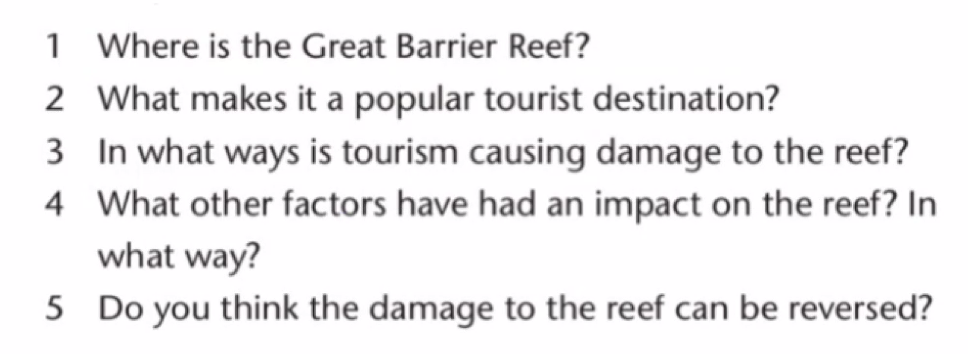 1 Where is the Great Barrier Reef?
2 What makes it a popular tourist destination?
3 In what ways is tourism causing damage to the reef?
4 What other factors have had an impact on the reef? In
what way?
5 Do you think the damage to the reef can be reversed?